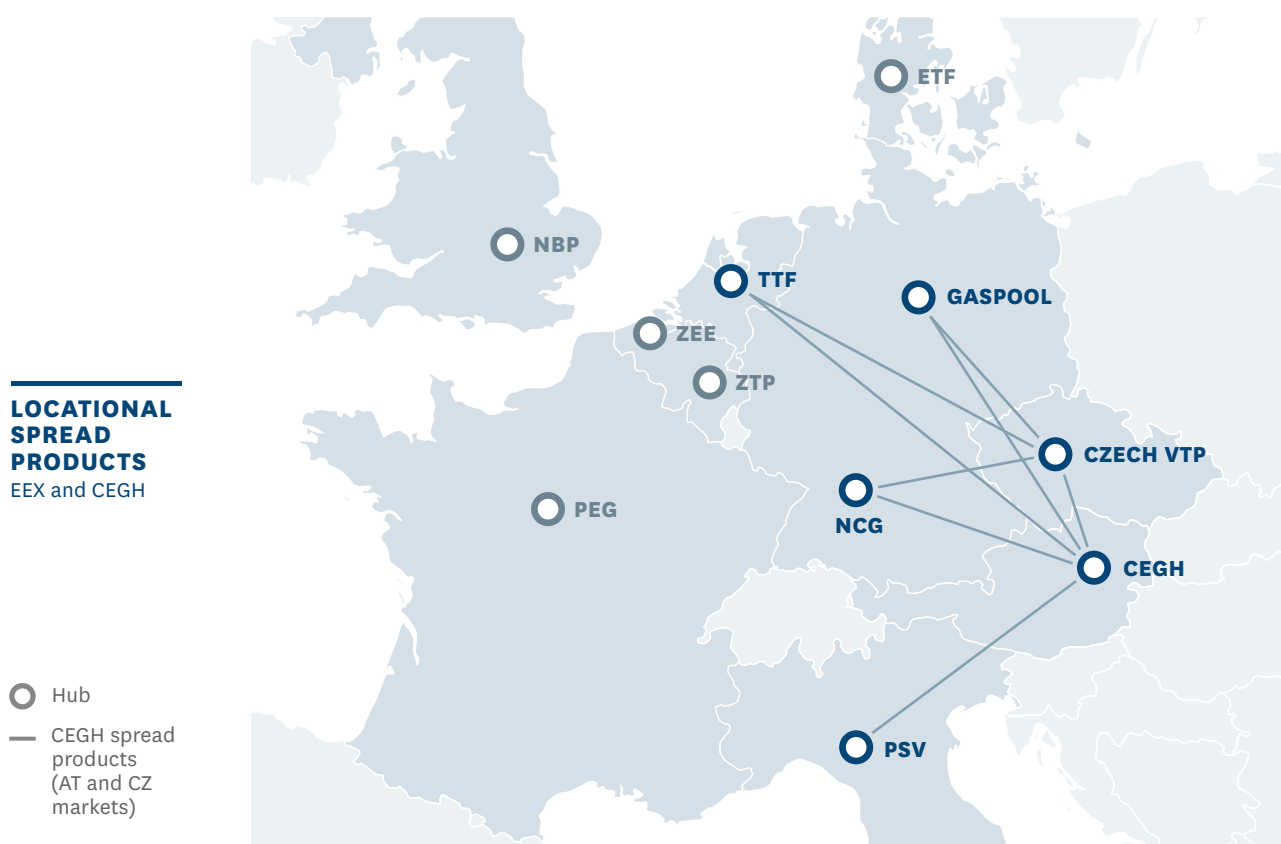 ETF
NBP
TTF
GASPOOL
ZEE
ZTP
LOCATIONAL
SPREAD
PRODUCTS
EEX and CEGH
CZECH VTP
PEG
NCG
CEGH
Hub
CEGH spread
products
(AT and CZ
markets)
PSV